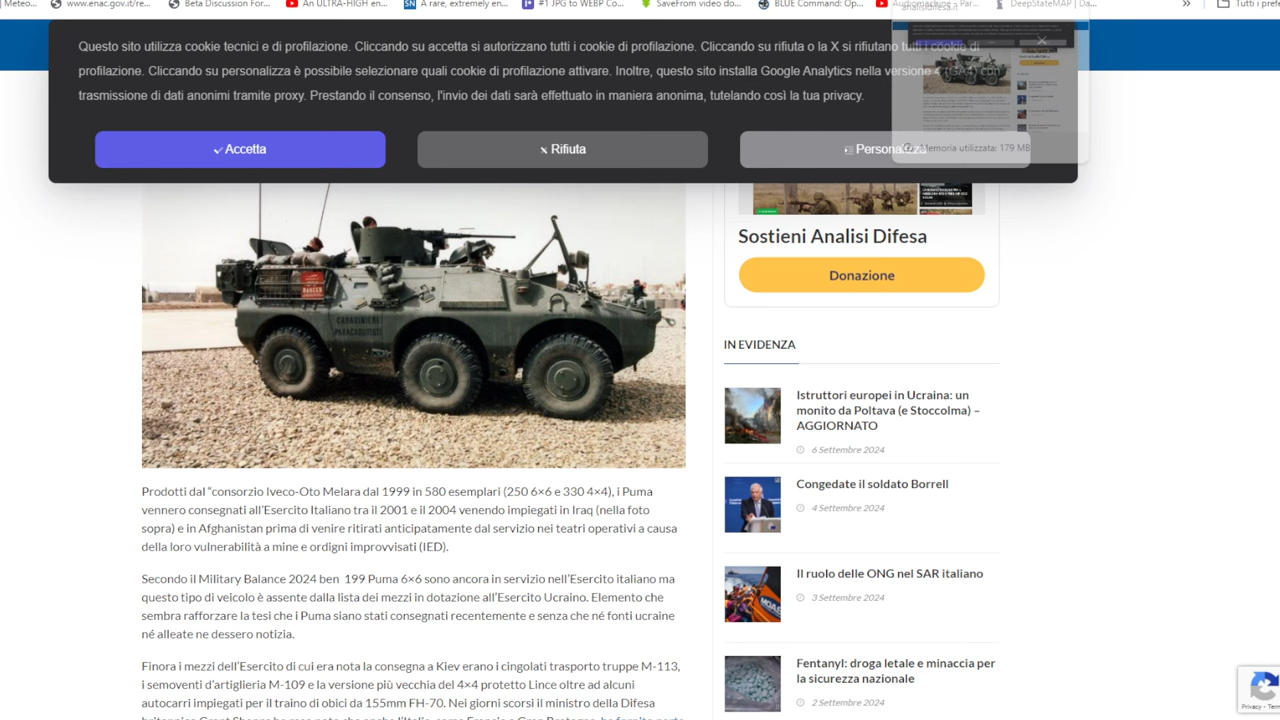 Meteo...
www.enac.gov.it/re...
Beta Discussion For...
An ULTRA-HIGH en...
SN
A rare, extremely en...
#1 JPG to WEBP Co...
SaveFrom video do...
BLUE Command: Op...
Audiomachine - Par...
DeepStateMAP | Da...
»
Tutti i prefe
analisidifesa.it
Questo sito utilizza cookie
Cliccando su accetta si autorizzano tutti i cookie di profilazione. Cliccando su rifiuta o la X si rifiutano tutti i cookie di
profilazione. Cliccando su personalizza è possibile selezionare quali cookie di profilazione attivare. Inoltre, questo sito installa Google Analytics nella versione 4 (GA4) con
trasmissione di dati anonimi
il consenso l'invio dei dati viene effettuato in maniera anonima, tutelando così la tua privacy.
Accetta
Rifiuta
Personalizza
Memoria utilizzata: 179 MB
DANGER
CARABINIERI
PARACADUTISTI
Sostieni Analisi Difesa
Donazione
IN EVIDENZA
Istruttori europei in Ucraina: un
monito da Poltava (e Stoccolma) –
AGGIORNATO
6 Settembre 2024
Congedate il soldato Borrell
4 Settembre 2024
Il ruolo delle ONG nel SAR italiano
3 Settembre 2024
MOAS
Fentanyl: droga letale e minaccia per
la sicurezza nazionale
2 Settembre 2024
Prodotti dal "consorzio Iveco-Oto Melara dal 1999 in 580 esemplari (250 6×6 e 330 4×4), i Puma
vennero consegnati all'Esercito Italiano tra il 2001 e il 2004 venendo impiegati in Iraq (nella foto
sopra) e in Afghanistan prima di venire ritirati anticipatamente dal servizio nei teatri operativi a causa
della loro vulnerabilità a mine e ordigni improvvisati (IED).
Secondo il Military Balance 2024 ben 199 Puma 6×6 sono ancora in servizio nell'Esercito italiano ma
questo tipo di veicolo è assente dalla lista dei mezzi in dotazione all'Esercito Ucraino. Elemento che
sembra rafforzare la tesi che i Puma siano stati consegnati recentemente e senza che né fonti ucraine
né alleate ne dessero notizia.
Finora i mezzi dell'Esercito di cui era nota la consegna a Kiev erano i cingolati trasporto truppe M-113,
i semoventi d'artiglieria M-109 e la versione più vecchia del 4×4 protetto Lince oltre ad alcuni
autocarri impiegati per il traino di obici da 155mm FH-70. Nei giorni scorsi il ministro della Difesa
Privacy - Term